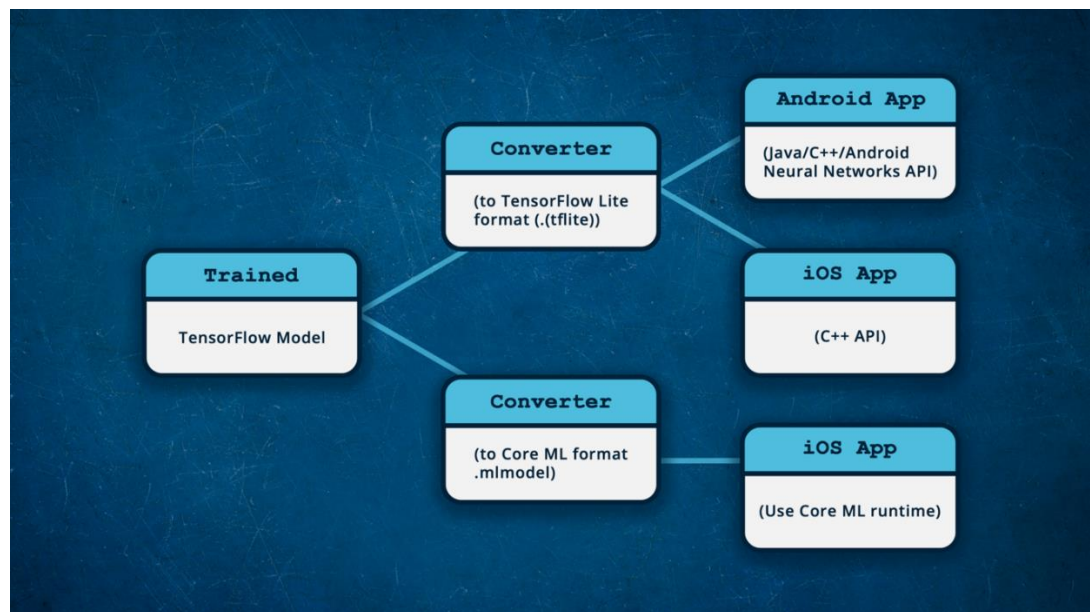 Trained
TensorFlow Model
Converter
(to TensorFlow Lite
format (.(tflite))
Converter
(to Core ML format
.mlmodel)
Android App
(Java/C++/Android
Neural Networks API)
iOS App
(C++ API)
iOS App
(Use Core ML runtime)